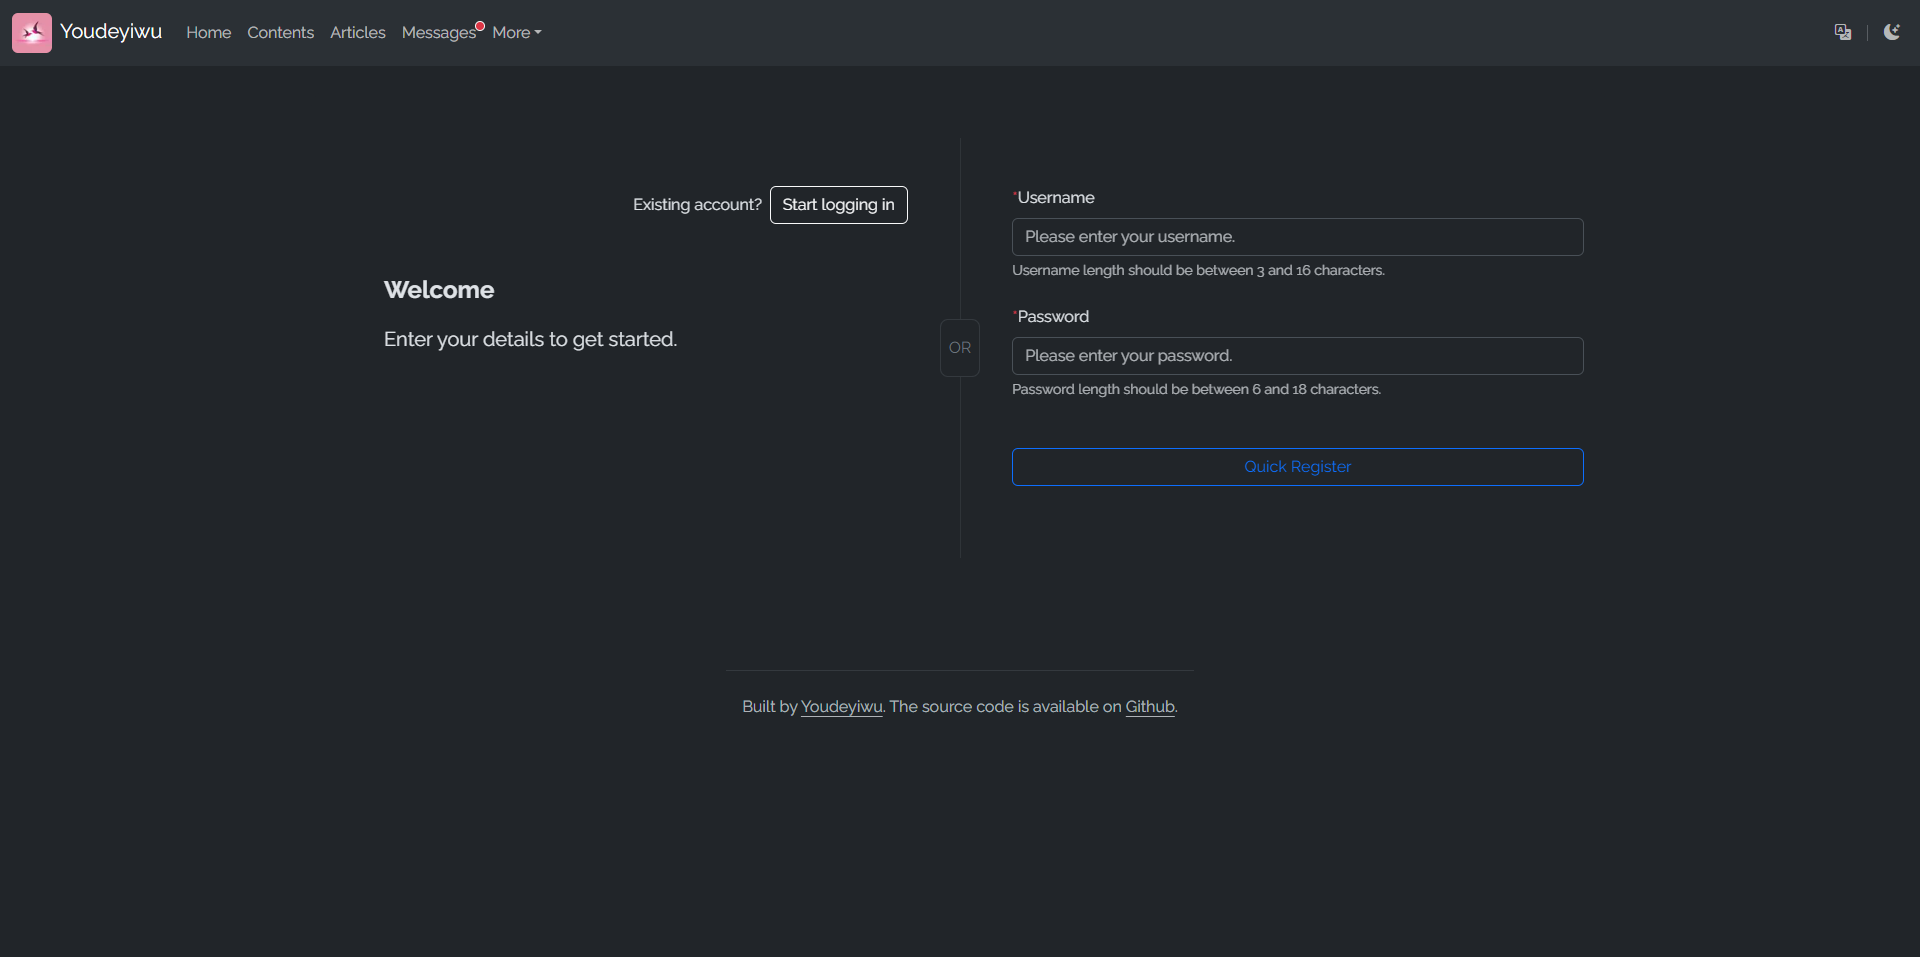 Youdeyiwu Home Contents Articles Messages More
Existing account? Start logging in
Welcome
Enter your details to get started.
OR
*Username
Please enter your username.
Username length should be between 3 and 16 characters.
*Password
Please enter your password.
Password length should be between 6 and 18 characters.
Quick Register
Built by Youdeyiwu. The source code is available on Github.